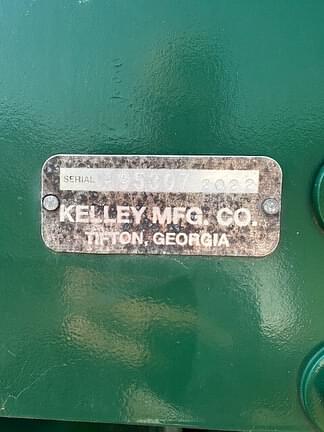 SERIAL 2022
KELLEY MFG. CO.
TIFTON, GEORGIA